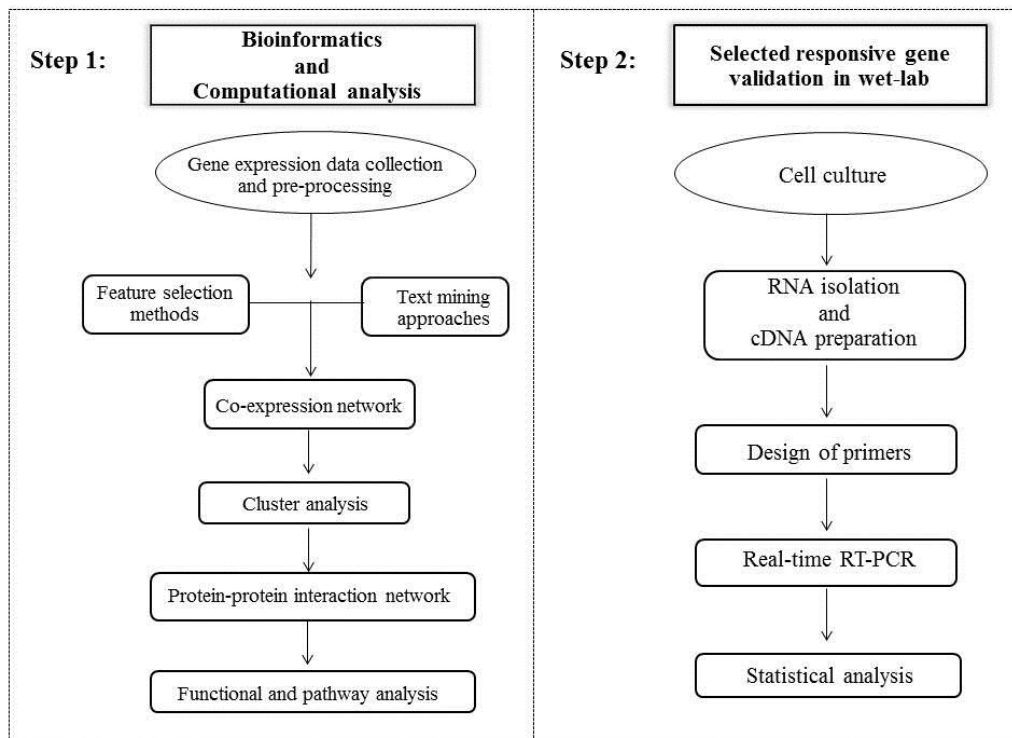 Step 1:
Bioinformatics
and
Computational analysis
Gene expression data collection
and pre-processing
Feature selection
methods
Text mining
approaches
Co-expression network
Cluster analysis
Protein-protein interaction network
Functional and pathway analysis
Step 2:
Selected responsive gene
validation in wet-lab
Cell culture
RNA isolation
and
cDNA preparation
Design of primers
Real-time RT-PCR
Statistical analysis